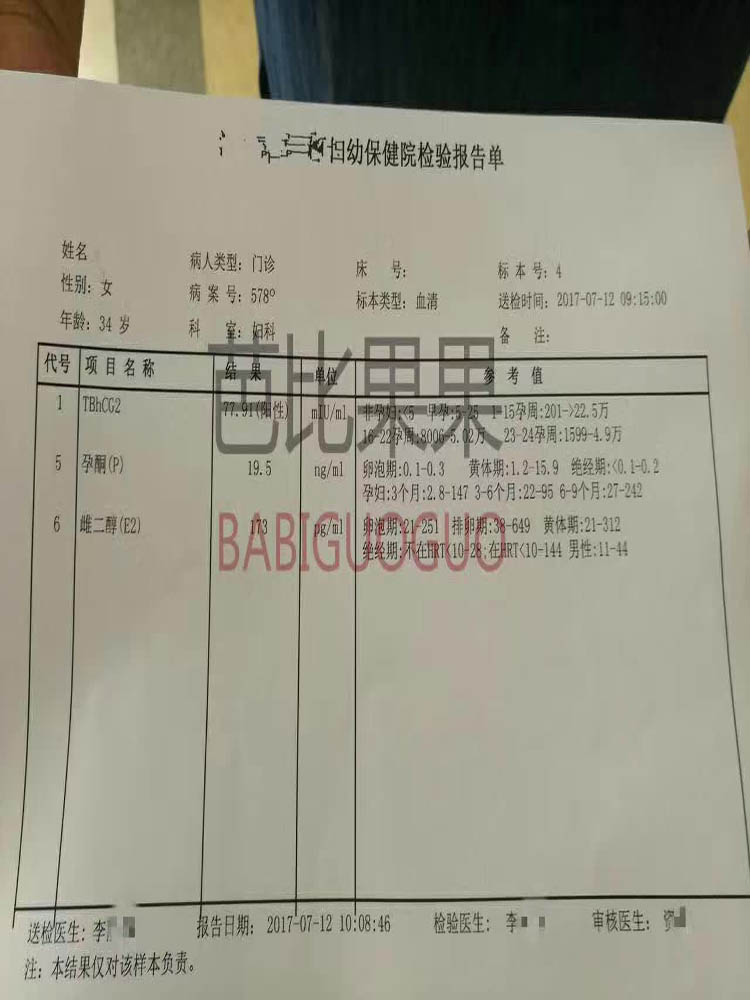 妇幼保健院检验报告单
姓名 病人类型: 门诊 床 号: 标 本 号: 4
性别: 女 病 案 号: 578 标本类型: 血清 送检时间: 2017-07-12 09:15:00
年龄: 34 岁 科 室: 妇科 备 注:
代号 项目名称 结 果 单位 参 考 值
1 TBhCG2 77.91(阳性) mIU/ml 非孕妇:<5 早孕:5-25 1-15孕周:201->22.5万
16-22孕周:8006-5.02万 23-24孕周:1599-4.9万
5 孕酮(P) 19.5 ng/ml 卵泡期:0.1-0.3 黄体期:1.2-15.9 绝经期:<0.1-0.2
孕妇:3个月:2.8-147 3-6个月:22-95 6-9个月:27-242
6 雌二醇(E2) 173 pg/ml 卵泡期:21-251 排卵期:38-649 黄体期:21-312
绝经期:不在HRT<10-28;在HRT<10-144 男性:11-44
芭比果果
BABIGUOGUO
送检医生: 李 报告日期: 2017-07-12 10:08:46 检验医生: 李 审核医生: 资
注: 本结果仅对该样本负责。